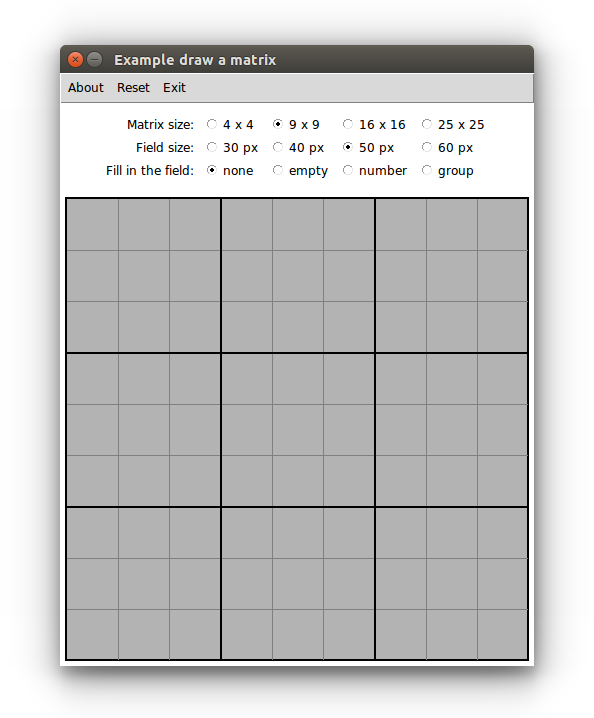 Example draw a matrix
About Reset Exit
Matrix size: 4 x 4 9 x 9 16 x 16 25 x 25
Field size: 30 px 40 px 50 px 60 px
Fill in the field: none empty number group